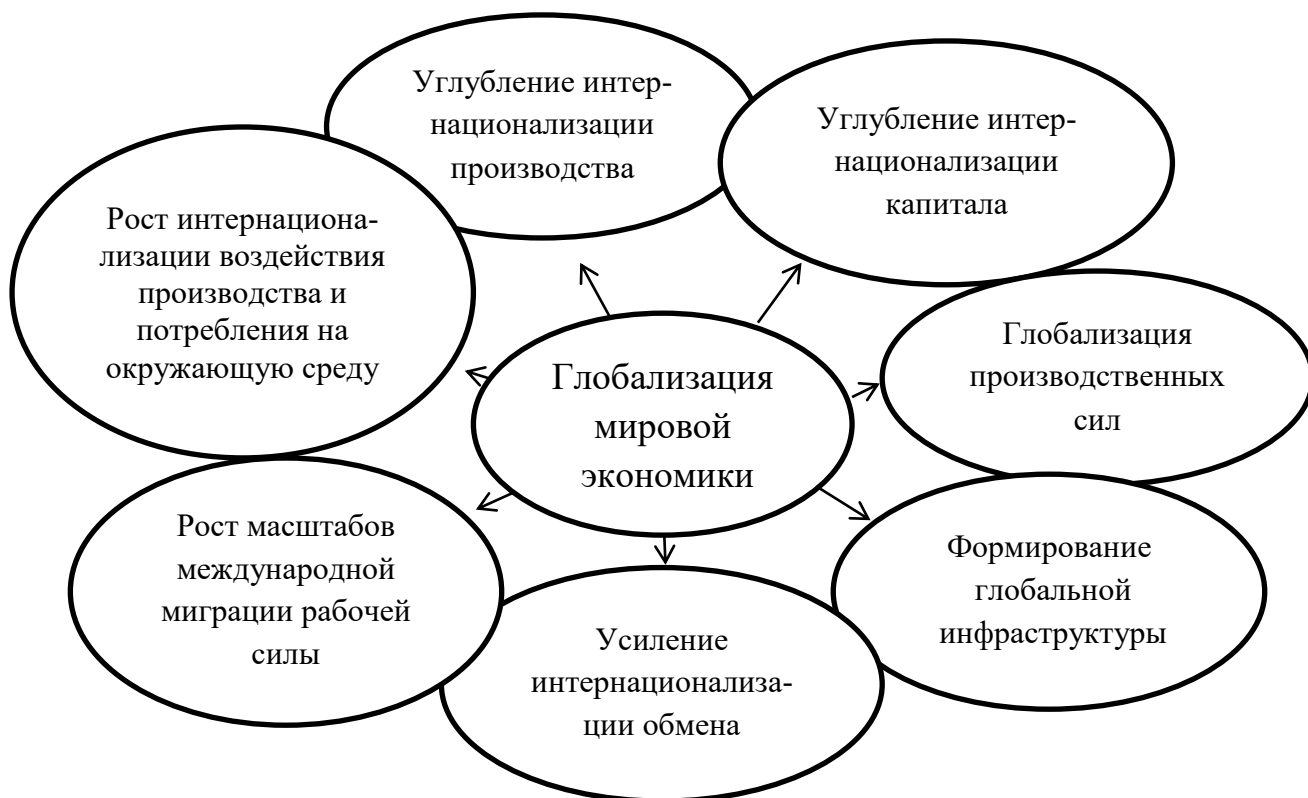 Углубление интер-
национализации
производства
Углубление интер-
национализации
капитала
Рост интернациона-
лизации воздействия
производства и
потребления на
окружающую среду
Глобализация
производственных
сил
Глобализация
мировой
экономики
Рост масштабов
международной
миграции рабочей
силы
Формирование
глобальной
инфраструктуры
Усиление
интернационализа-
ции обмена